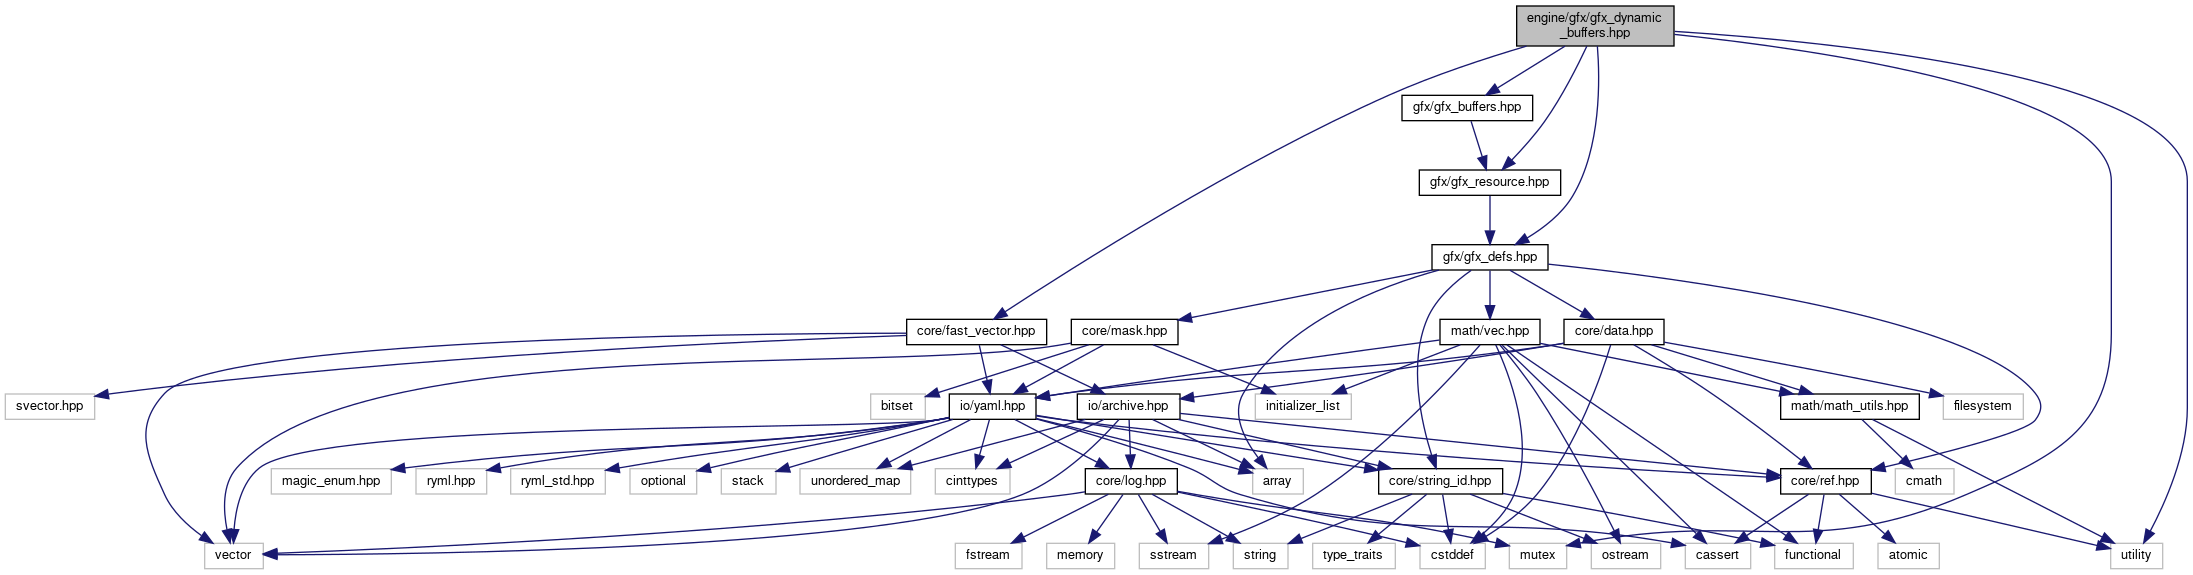 engine/gfx/gfx_dynamic
_buffers.hpp
gfx/gfx_buffers.hpp
gfx/gfx_resource.hpp
gfx/gfx_defs.hpp
core/fast_vector.hpp
core/mask.hpp
math/vec.hpp
core/data.hpp
svector.hpp
bitset
io/yaml.hpp
io/archive.hpp
initializer_list
math/math_utils.hpp
filesystem
magic_enum.hpp
ryml.hpp
ryml_std.hpp
optional
stack
unordered_map
cinttypes
core/log.hpp
array
core/string_id.hpp
core/ref.hpp
cmath
vector
fstream
memory
sstream
string
type_traits
cstddef
mutex
ostream
cassert
functional
atomic
utility